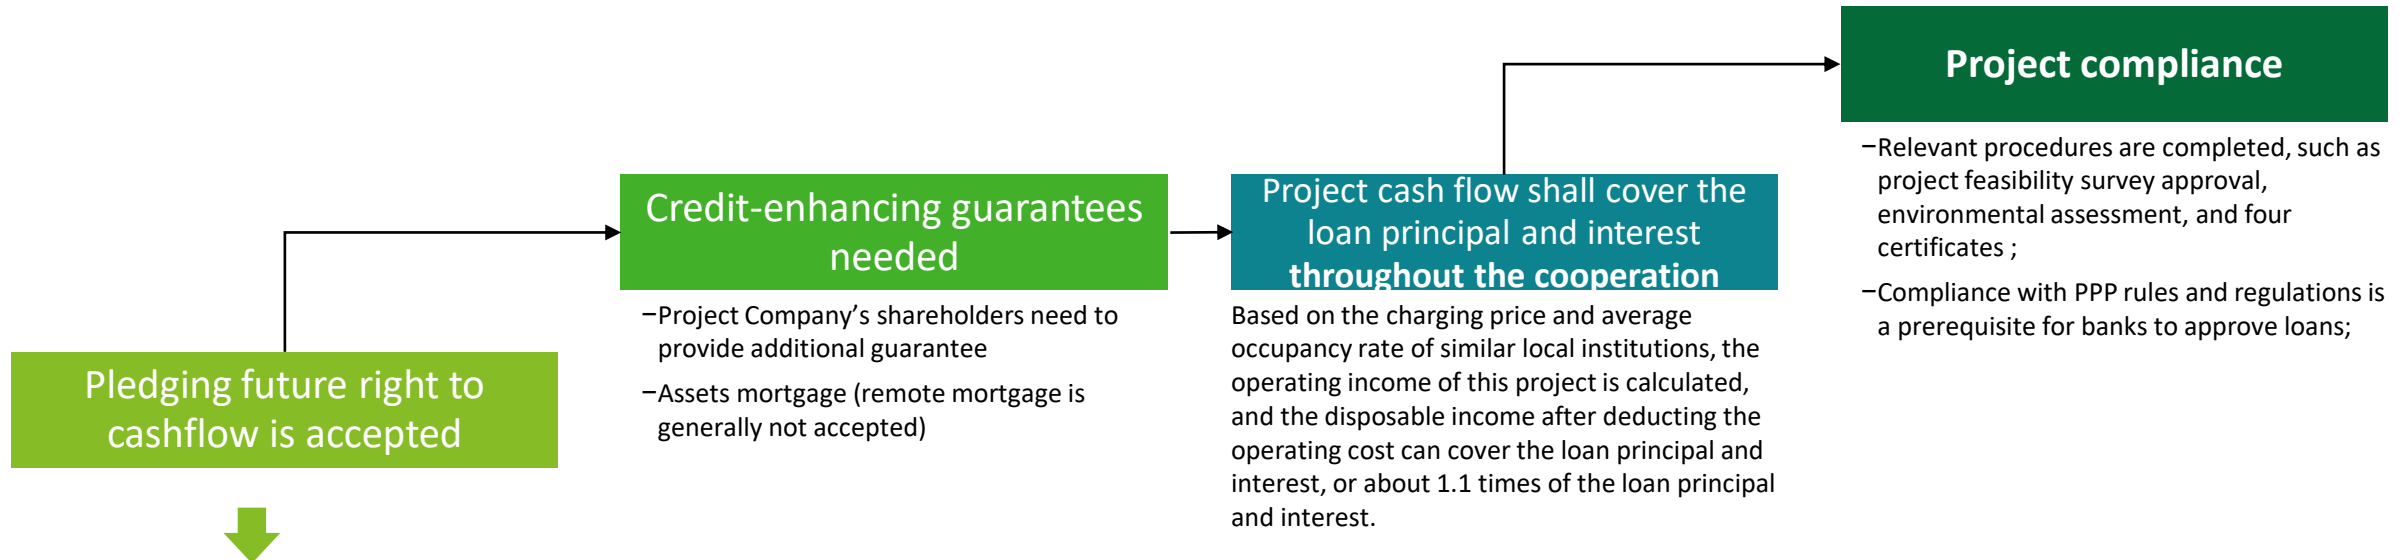 Pledging future right to
cashflow is accepted
Credit-enhancing guarantees
needed
–Project Company’s shareholders need to
provide additional guarantee
–Assets mortgage (remote mortgage is
generally not accepted)
Project cash flow shall cover the
loan principal and interest
throughout the cooperation
Based on the charging price and average
occupancy rate of similar local institutions, the
operating income of this project is calculated,
and the disposable income after deducting the
operating cost can cover the loan principal and
interest, or about 1.1 times of the loan principal
and interest.
Project compliance
–Relevant procedures are completed, such as
project feasibility survey approval,
environmental assessment, and four
certificates ;
–Compliance with PPP rules and regulations is
a prerequisite for banks to approve loans;